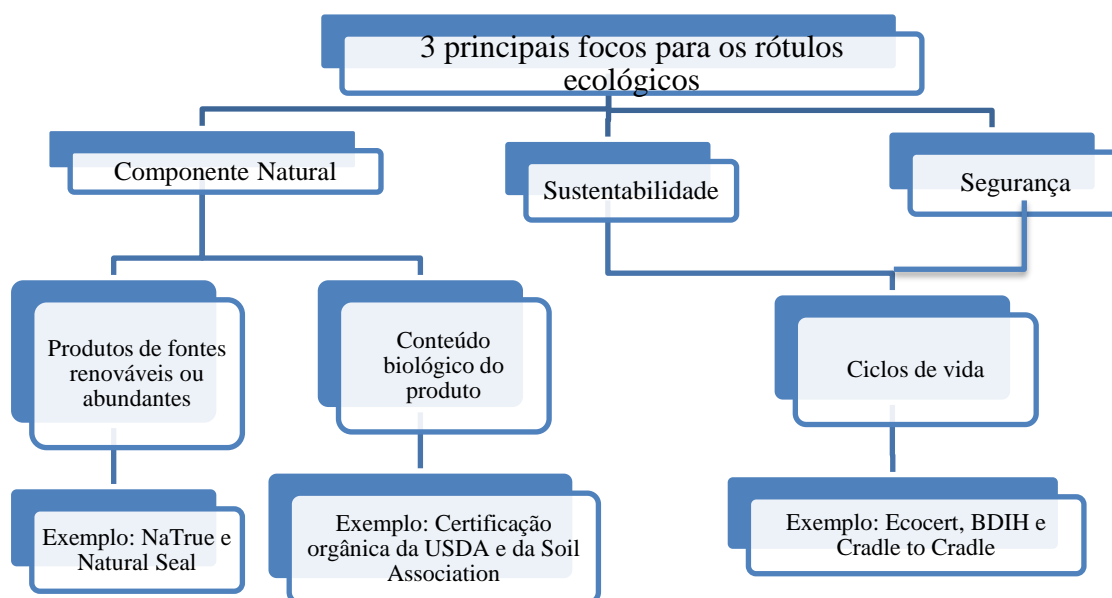 3 principais focos para os rótulos
ecológicos
Componente Natural
Sustentabilidade
Segurança
Produtos de fontes
renováveis ou
abundantes
Conteúdo
biológico do
produto
Ciclos de vida
Exemplo: NaTrue e
Natural Seal
Exemplo: Certificação
orgânica da USDA e da Soil
Association
Exemplo: Ecocert, BDIH e
Cradle to Cradle